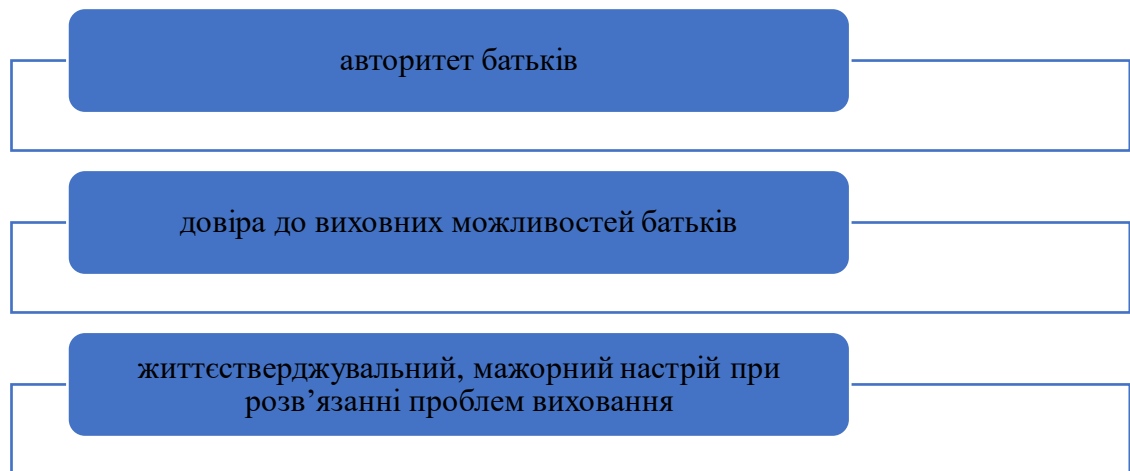 авторитет батьків
довіра до виховних можливостей батьків
життєстверджувальний, мажорний настрій при
розв’язанні проблем виховання